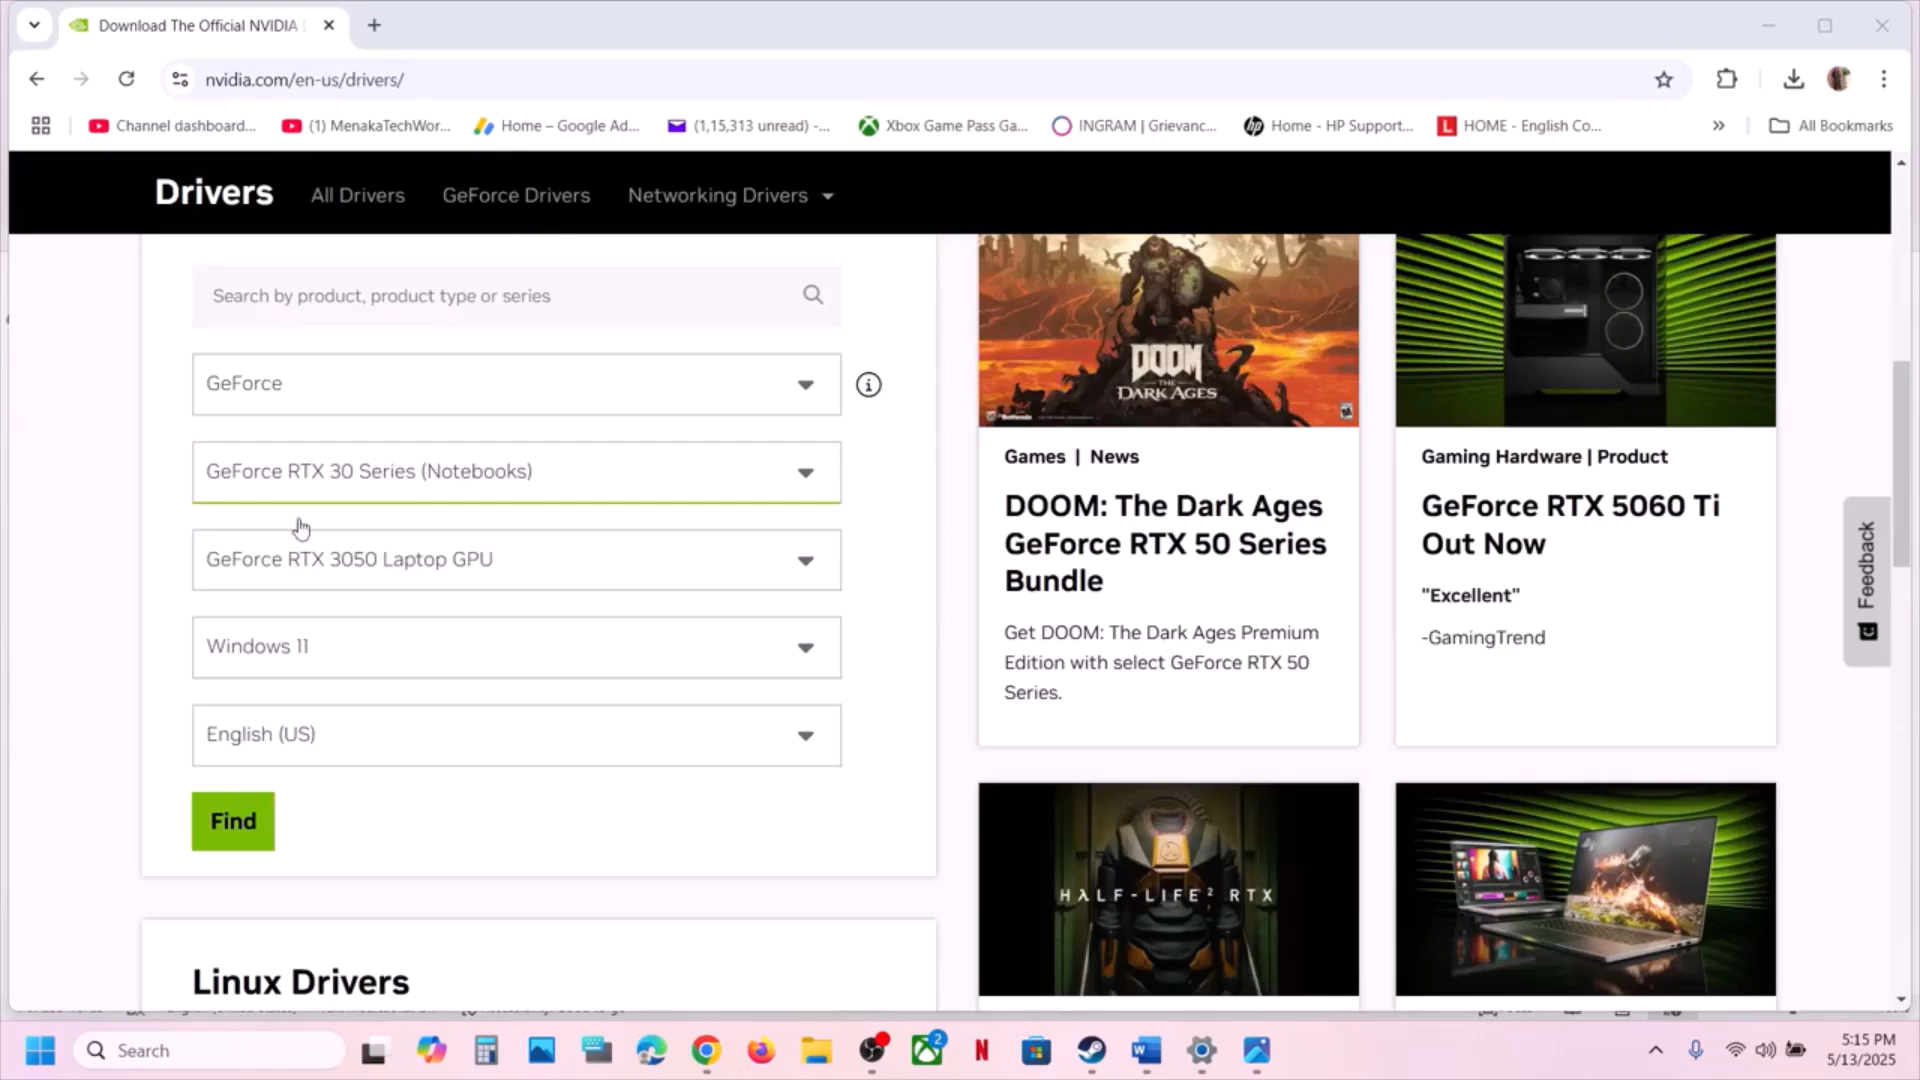 Download The Official NVIDIA
nvidia.com/en-us/drivers/
Channel dashboard...
(1) MenakaTechWor...
Home – Google Ad...
(1,15,313 unread) -...
Xbox Game Pass Ga...
INGRAM | Grievanc...
Home - HP Support...
HOME - English Co...
All Bookmarks
Drivers
All Drivers
GeForce Drivers
Networking Drivers
Search by product, product type or series
GeForce
GeForce RTX 30 Series (Notebooks)
GeForce RTX 3050 Laptop GPU
Windows 11
English (US)
Find
Linux Drivers
DOOM
THE
DARK AGES
Games | News
DOOM: The Dark Ages
GeForce RTX 50 Series
Bundle
Get DOOM: The Dark Ages Premium
Edition with select GeForce RTX 50
Series.
Gaming Hardware | Product
GeForce RTX 5060 Ti
Out Now
"Excellent"
-GamingTrend
HλLF-LIFE² RTX
Feedback
Search
2
5:15 PM
5/13/2025